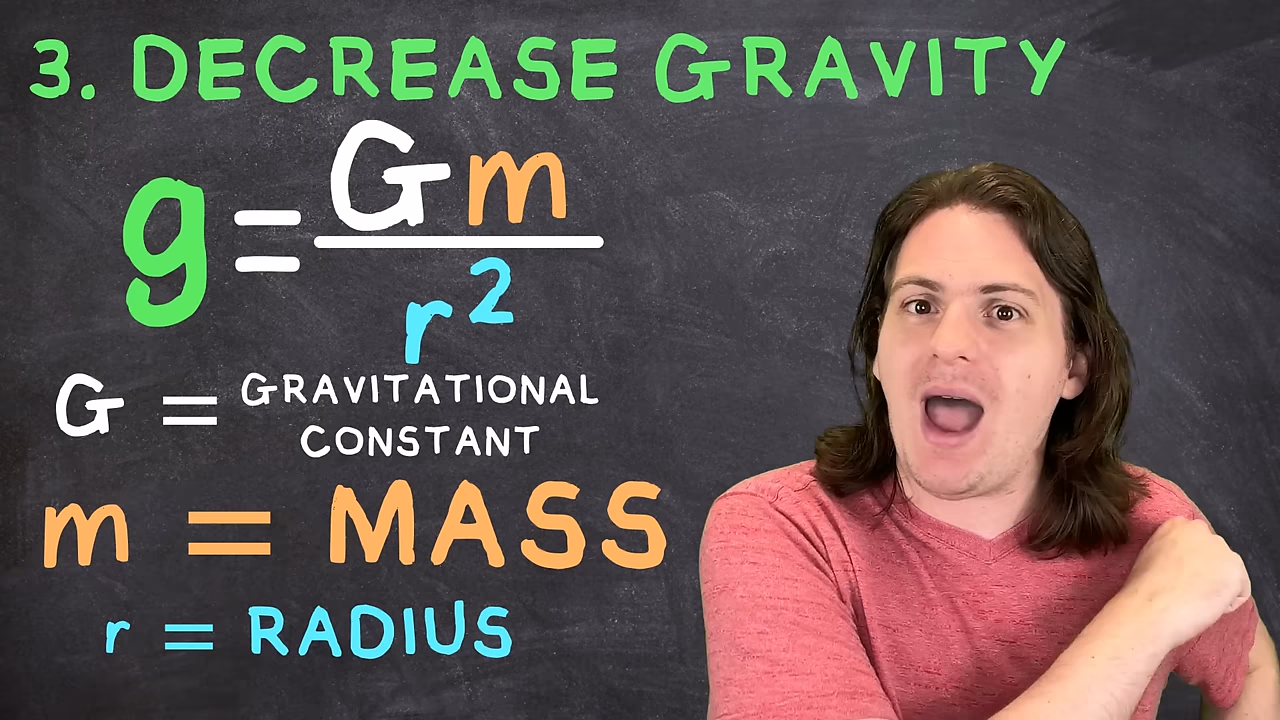 3. DECREASE GRAVITY
g = Gm / r²
G = GRAVITATIONAL CONSTANT
m = MASS
r = RADIUS